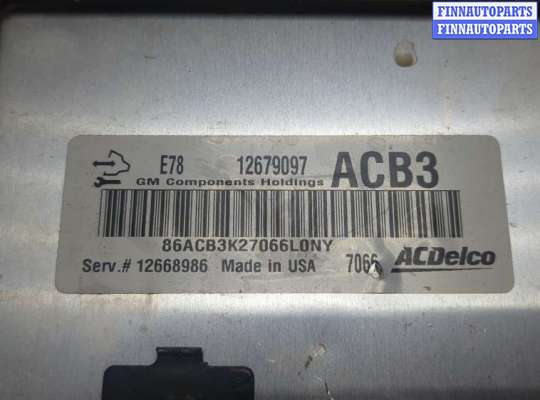 FINNAUTOPARTS
FINNAUTOPARTS
E78 12679097 ACB3
GM Components Holdings
86ACB3K27066L0NY
Serv.# 12668986 Made in USA 7066 ACDelco